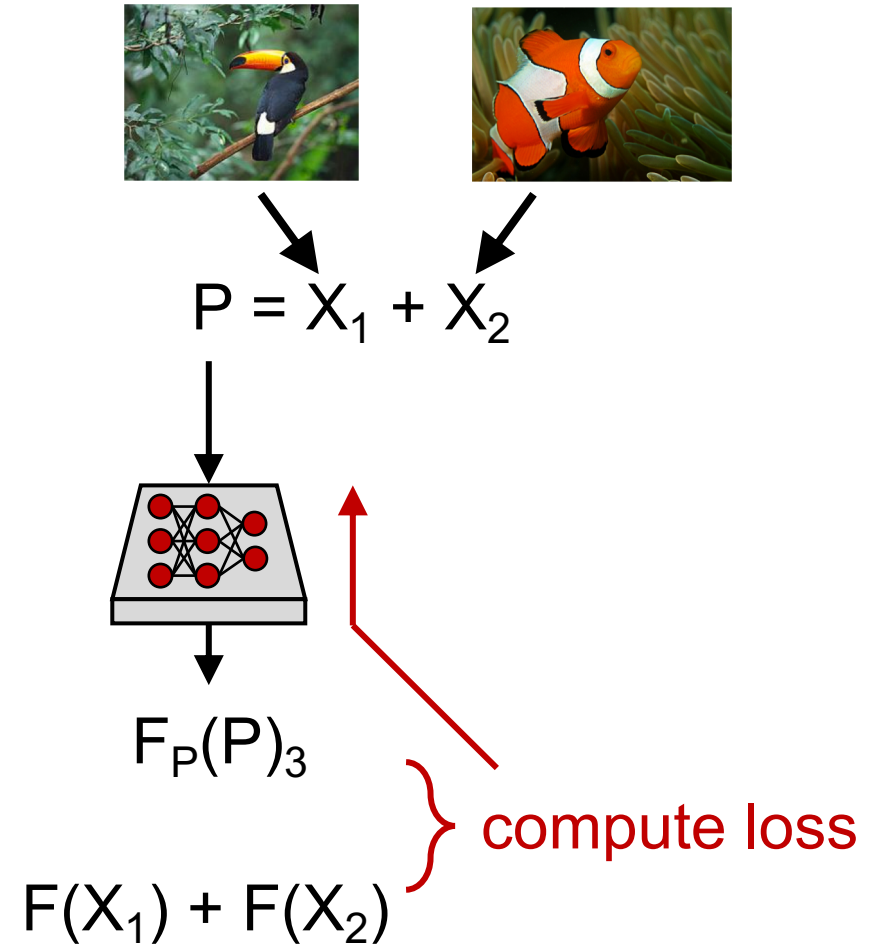 P = X₁ + X₂
Fₚ(P)₃
compute loss
F(X₁) + F(X₂)